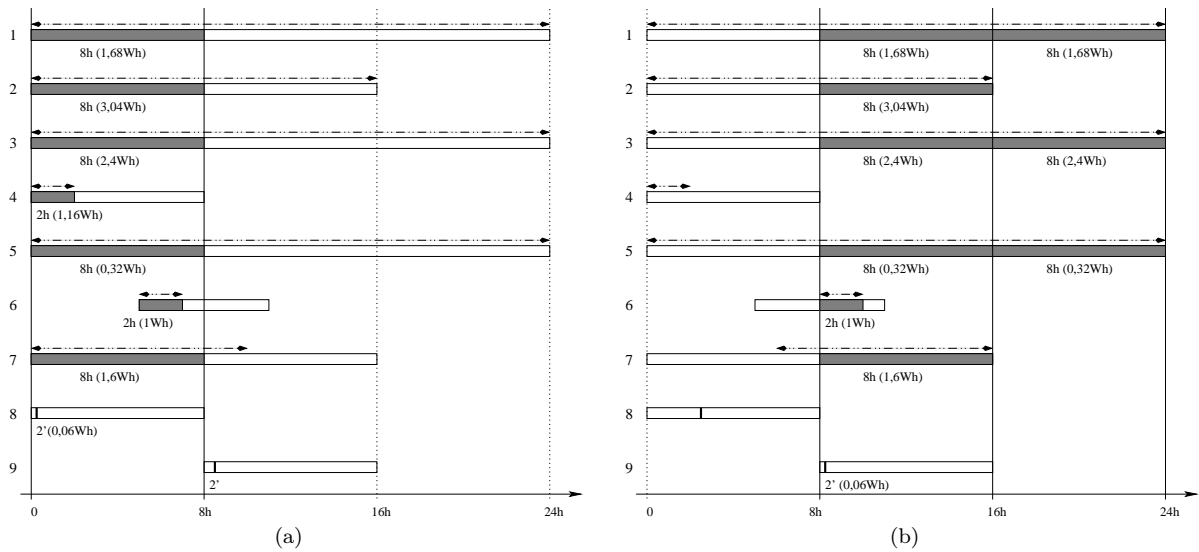 1
8h (1,68Wh)
2
8h (3,04Wh)
3
8h (2,4Wh)
4
2h (1,16Wh)
5
8h (0,32Wh)
6
2h (1Wh)
7
8h (1,6Wh)
8
2'(0,06Wh)
9
2'
0 8h 16h 24h
(a)
1
8h (1,68Wh) 8h (1,68Wh)
2
8h (3,04Wh)
3
8h (2,4Wh) 8h (2,4Wh)
4
5
8h (0,32Wh) 8h (0,32Wh)
6
2h (1Wh)
7
8h (1,6Wh)
8
9
2' (0,06Wh)
0 8h 16h 24h
(b)